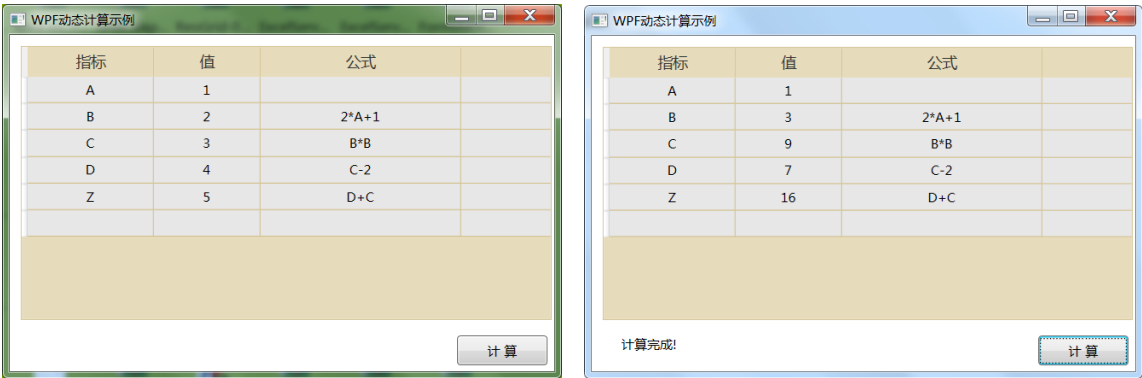 WPF动态计算示例
指标 值 公式
A 1
B 2 2*A+1
C 3 B*B
D 4 C-2
Z 5 D+C
计 算
WPF动态计算示例
指标 值 公式
A 1
B 3 2*A+1
C 9 B*B
D 7 C-2
Z 16 D+C
计算完成!
计 算